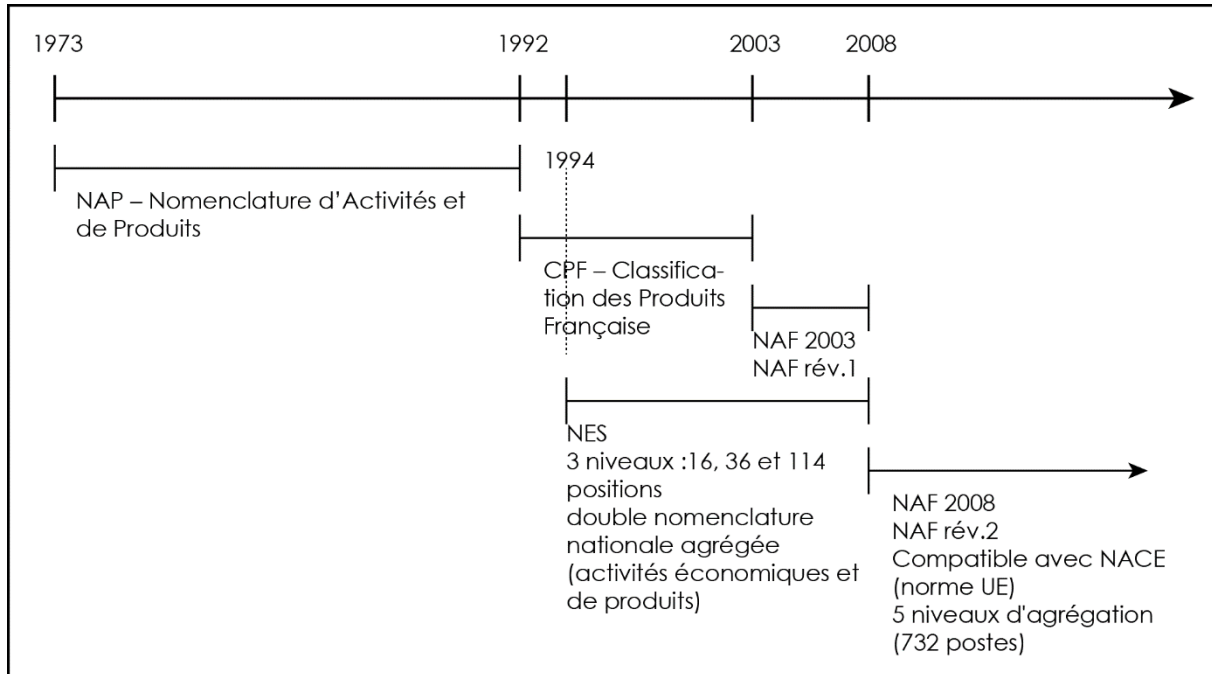 1973
1992
2003
2008
1994
NAP – Nomenclature d'Activités et
de Produits
CPF – Classifica-
tion des Produits
Française
NAF 2003
NAF rév.1
NES
3 niveaux :16, 36 et 114
positions
double nomenclature
nationale agrégée
(activités économiques et
de produits)
NAF 2008
NAF rév.2
Compatible avec NACE
(norme UE)
5 niveaux d'agrégation
(732 postes)